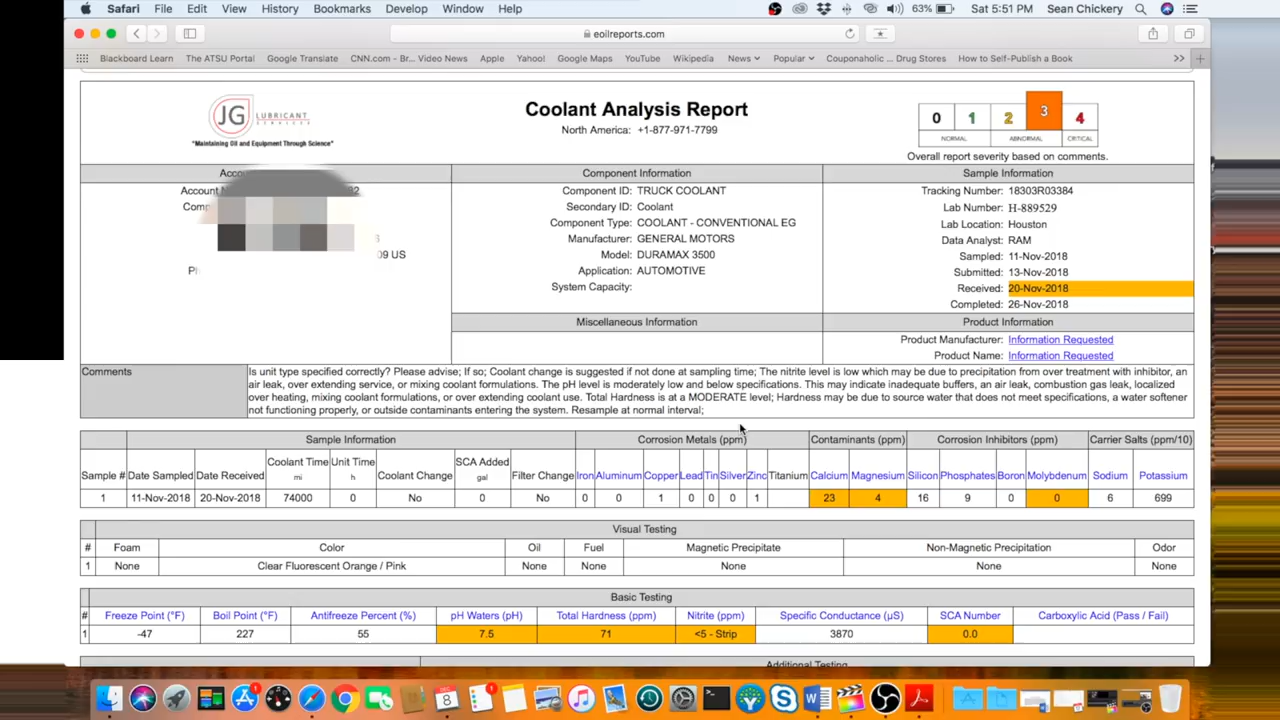 Safari File Edit View History Bookmarks Develop Window Help 63% Sat 5:51 PM Sean Chickery
eoilreports.com
Blackboard Learn The ATSU Portal Google Translate CNN.com - Br... Video News Apple Yahoo! Google Maps YouTube Wikipedia News Popular Couponaholic ... Drug Stores How to Self-Publish a Book
JG LUBRICANT SERVICES
"Maintaining Oil and Equipment Through Science"
Coolant Analysis Report
North America: +1-877-971-7799
0 1 2 3 4
NORMAL ABNORMAL CRITICAL
Overall report severity based on comments.
Component Information
Component ID: TRUCK COOLANT
Secondary ID: Coolant
Component Type: COOLANT - CONVENTIONAL EG
Manufacturer: GENERAL MOTORS
Model: DURAMAX 3500
Application: AUTOMOTIVE
System Capacity:
Miscellaneous Information
Sample Information
Tracking Number: 18303R03384
Lab Number: H-889529
Lab Location: Houston
Data Analyst: RAM
Sampled: 11-Nov-2018
Submitted: 13-Nov-2018
Received: 20-Nov-2018
Completed: 26-Nov-2018
Product Information
Product Manufacturer: Information Requested
Product Name: Information Requested
09 US
Comments
Is unit type specified correctly? Please advise; If so; Coolant change is suggested if not done at sampling time; The nitrite level is low which may be due to precipitation from over treatment with inhibitor, an
air leak, over extending service, or mixing coolant formulations. The pH level is moderately low and below specifications. This may indicate inadequate buffers, an air leak, combustion gas leak, localized
over heating, mixing coolant formulations, or over extending coolant use. Total Hardness is at a MODERATE level; Hardness may be due to source water that does not meet specifications, a water softener
not functioning properly, or outside contaminants entering the system. Resample at normal interval;
Sample Information Corrosion Metals (ppm) Contaminants (ppm) Corrosion Inhibitors (ppm) Carrier Salts (ppm/10)
Sample # Date Sampled Date Received Coolant Time mi Unit Time h Coolant Change SCA Added gal Filter Change Iron Aluminum Copper Lead Tin Silver Zinc Titanium Calcium Magnesium Silicon Phosphates Boron Molybdenum Sodium Potassium
1 11-Nov-2018 20-Nov-2018 74000 0 No 0 No 0 0 1 0 0 0 1 23 4 16 9 0 0 6 699
Visual Testing
# Foam Color Oil Fuel Magnetic Precipitate Non-Magnetic Precipitation Odor
1 None Clear Fluorescent Orange / Pink None None None None None
Basic Testing
# Freeze Point (°F) Boil Point (°F) Antifreeze Percent (%) pH Waters (pH) Total Hardness (ppm) Nitrite (ppm) Specific Conductance (µS) SCA Number Carboxylic Acid (Pass / Fail)
1 -47 227 55 7.5 71 <5 - Strip 3870 0.0
Additional Testing